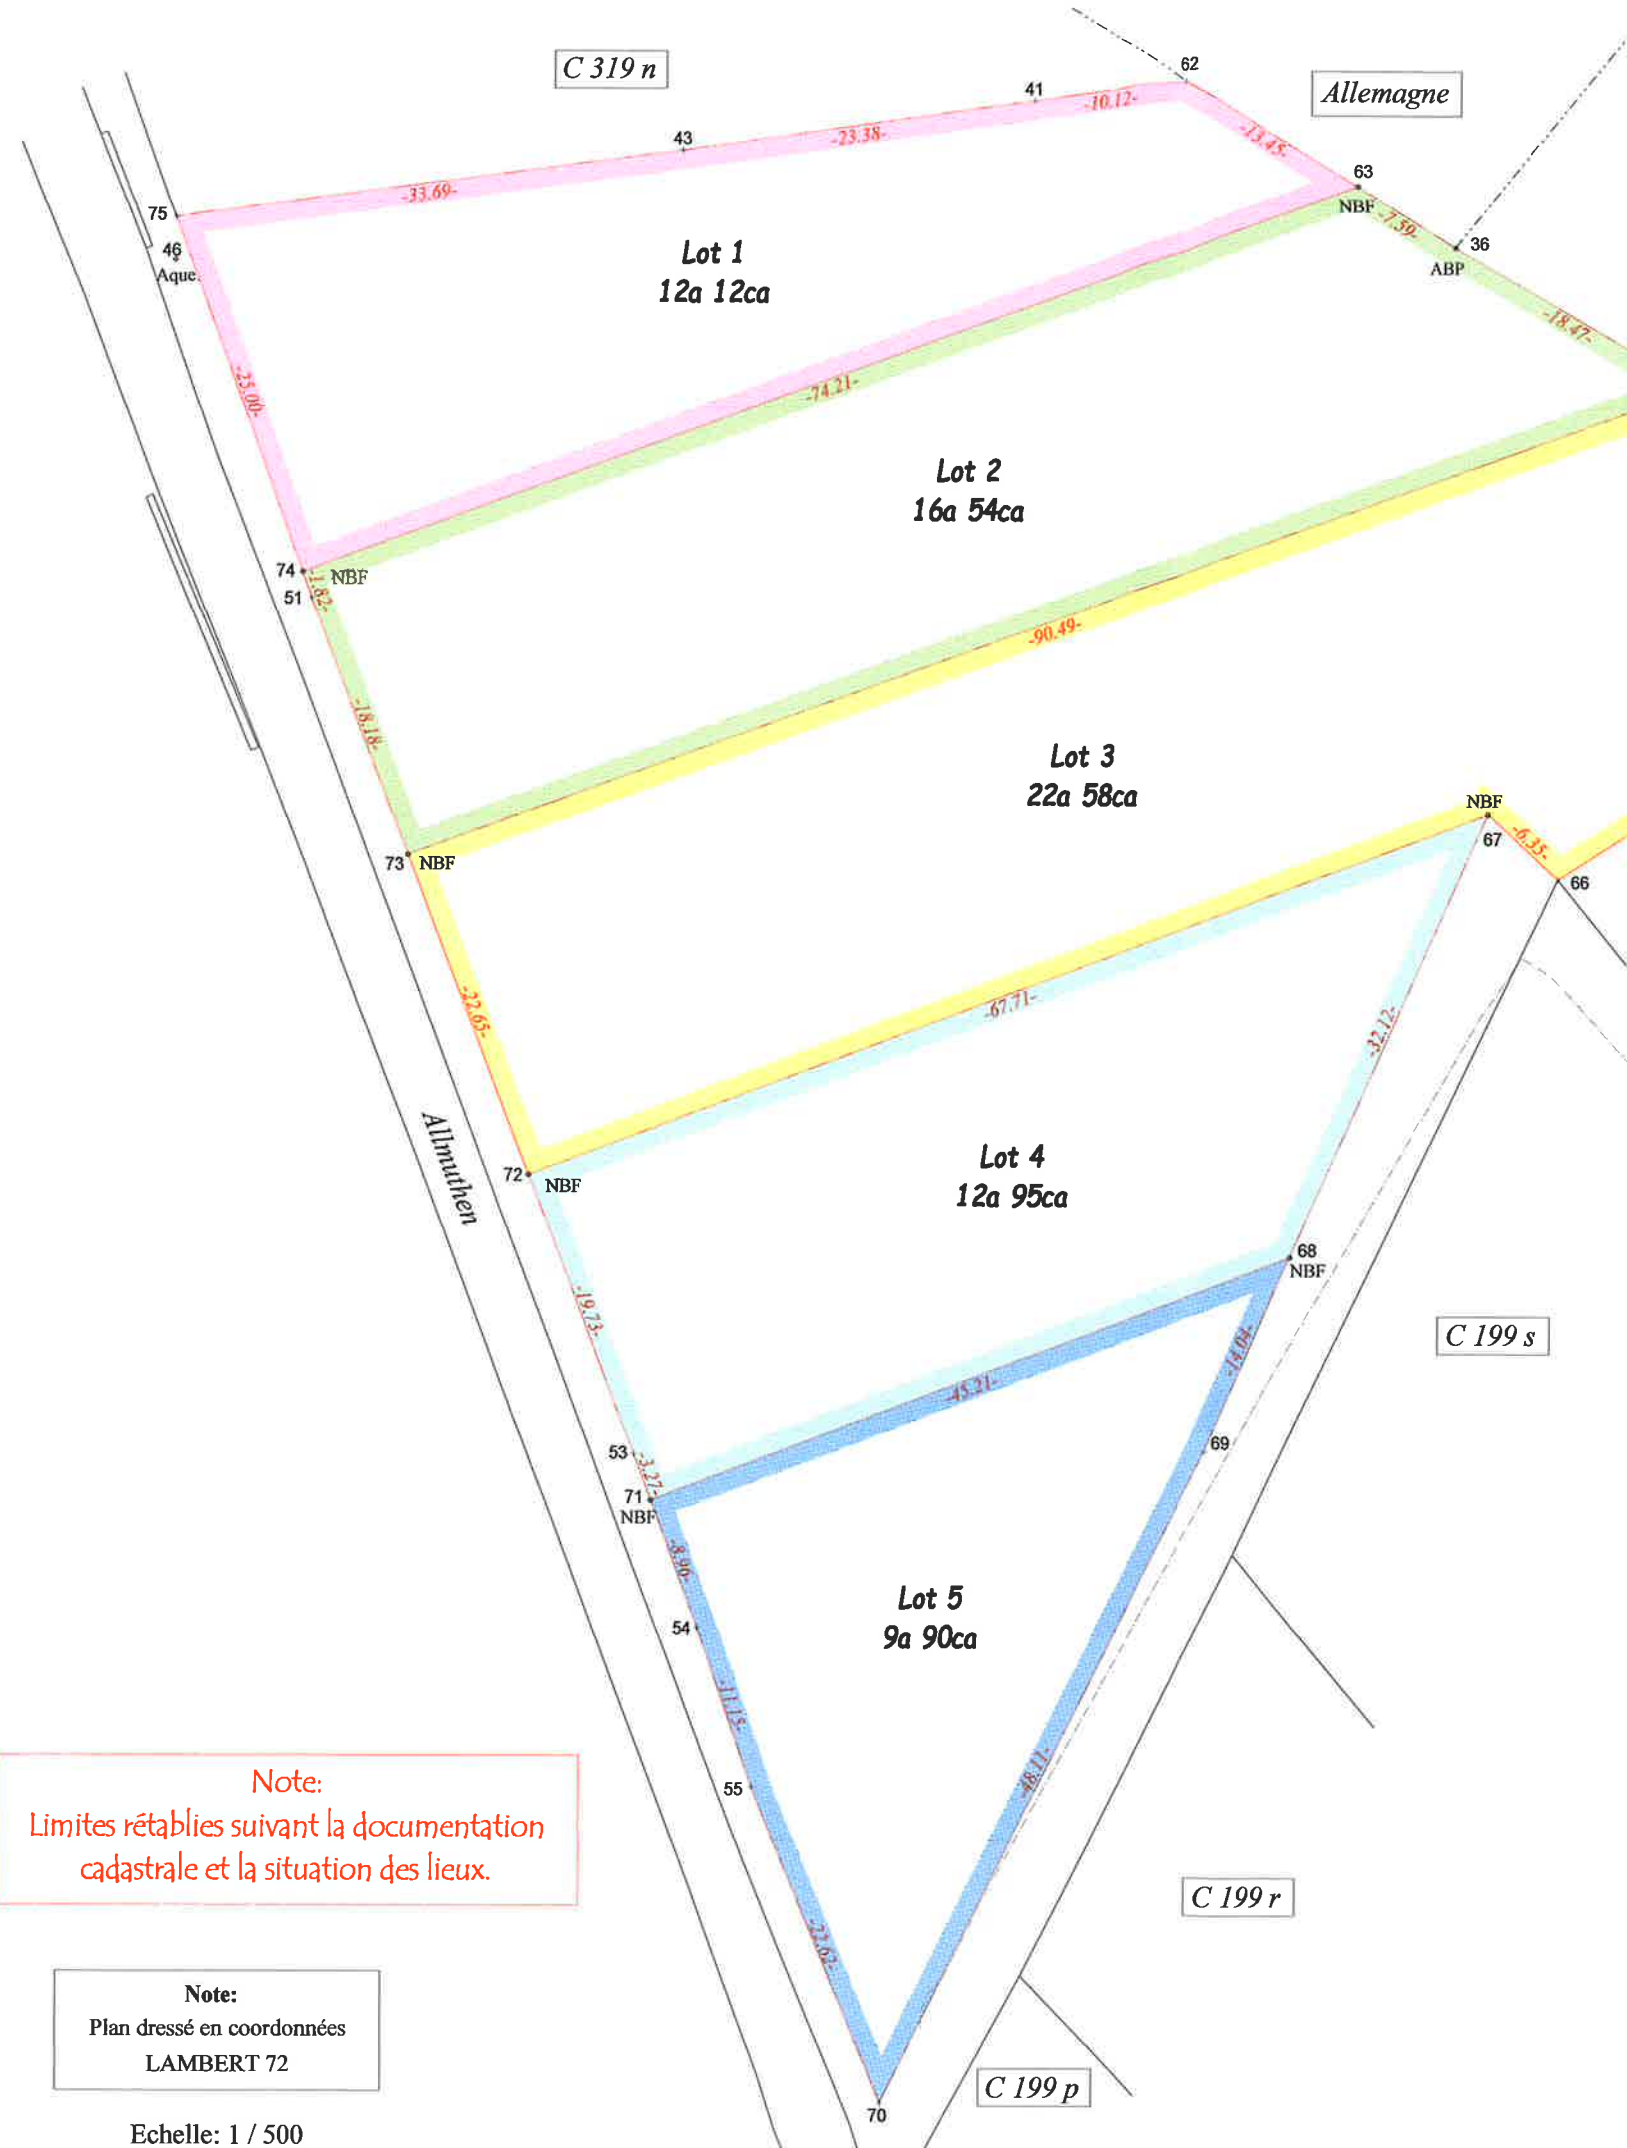 C 319 n
62
Allemagne
41
-10.12-
43
-23.38-
-13.45-
-33.69-
63
NBF
-7.59-
75
36
ABP
46
Aque.
Lot 1
12a 12ca
-18.47-
-25.00-
-74.21-
Lot 2
16a 54ca
74
NBF
-1.82-
51
-90.49-
-18.18-
Lot 3
22a 58ca
NBF
67
-6.35-
73
NBF
66
-22.65-
-67.71-
-32.12-
Allmuthen
Lot 4
12a 95ca
72
NBF
68
NBF
-19.73-
C 199 s
-14.04-
-45.21-
53
-3.27-
69
71
NBF
-8.90-
Lot 5
9a 90ca
54
-11.15-
55
-48.11-
Note:
Limites rétablies suivant la documentation
cadastrale et la situation des lieux.
C 199 r
-22.62-
Note:
Plan dressé en coordonnées
LAMBERT 72
C 199 p
70
Echelle: 1 / 500